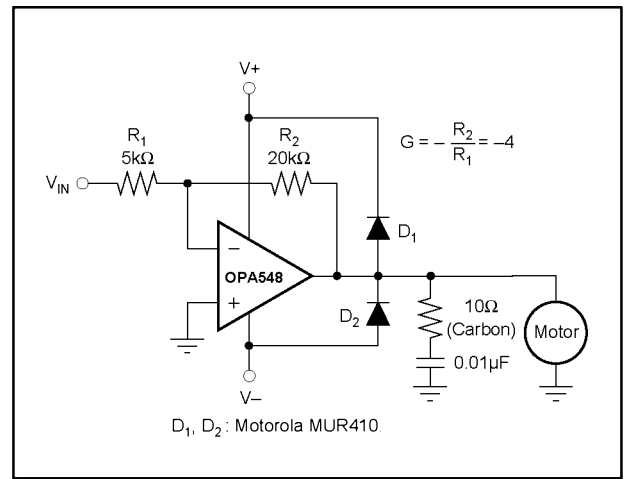 V+
R1
5kΩ
R2
20kΩ
G = – R2/R1 = –4
VIN
–
OPA548
+
D1
D2
10Ω
(Carbon)
0.01µF
Motor
V–
D1, D2 : Motorola MUR410.